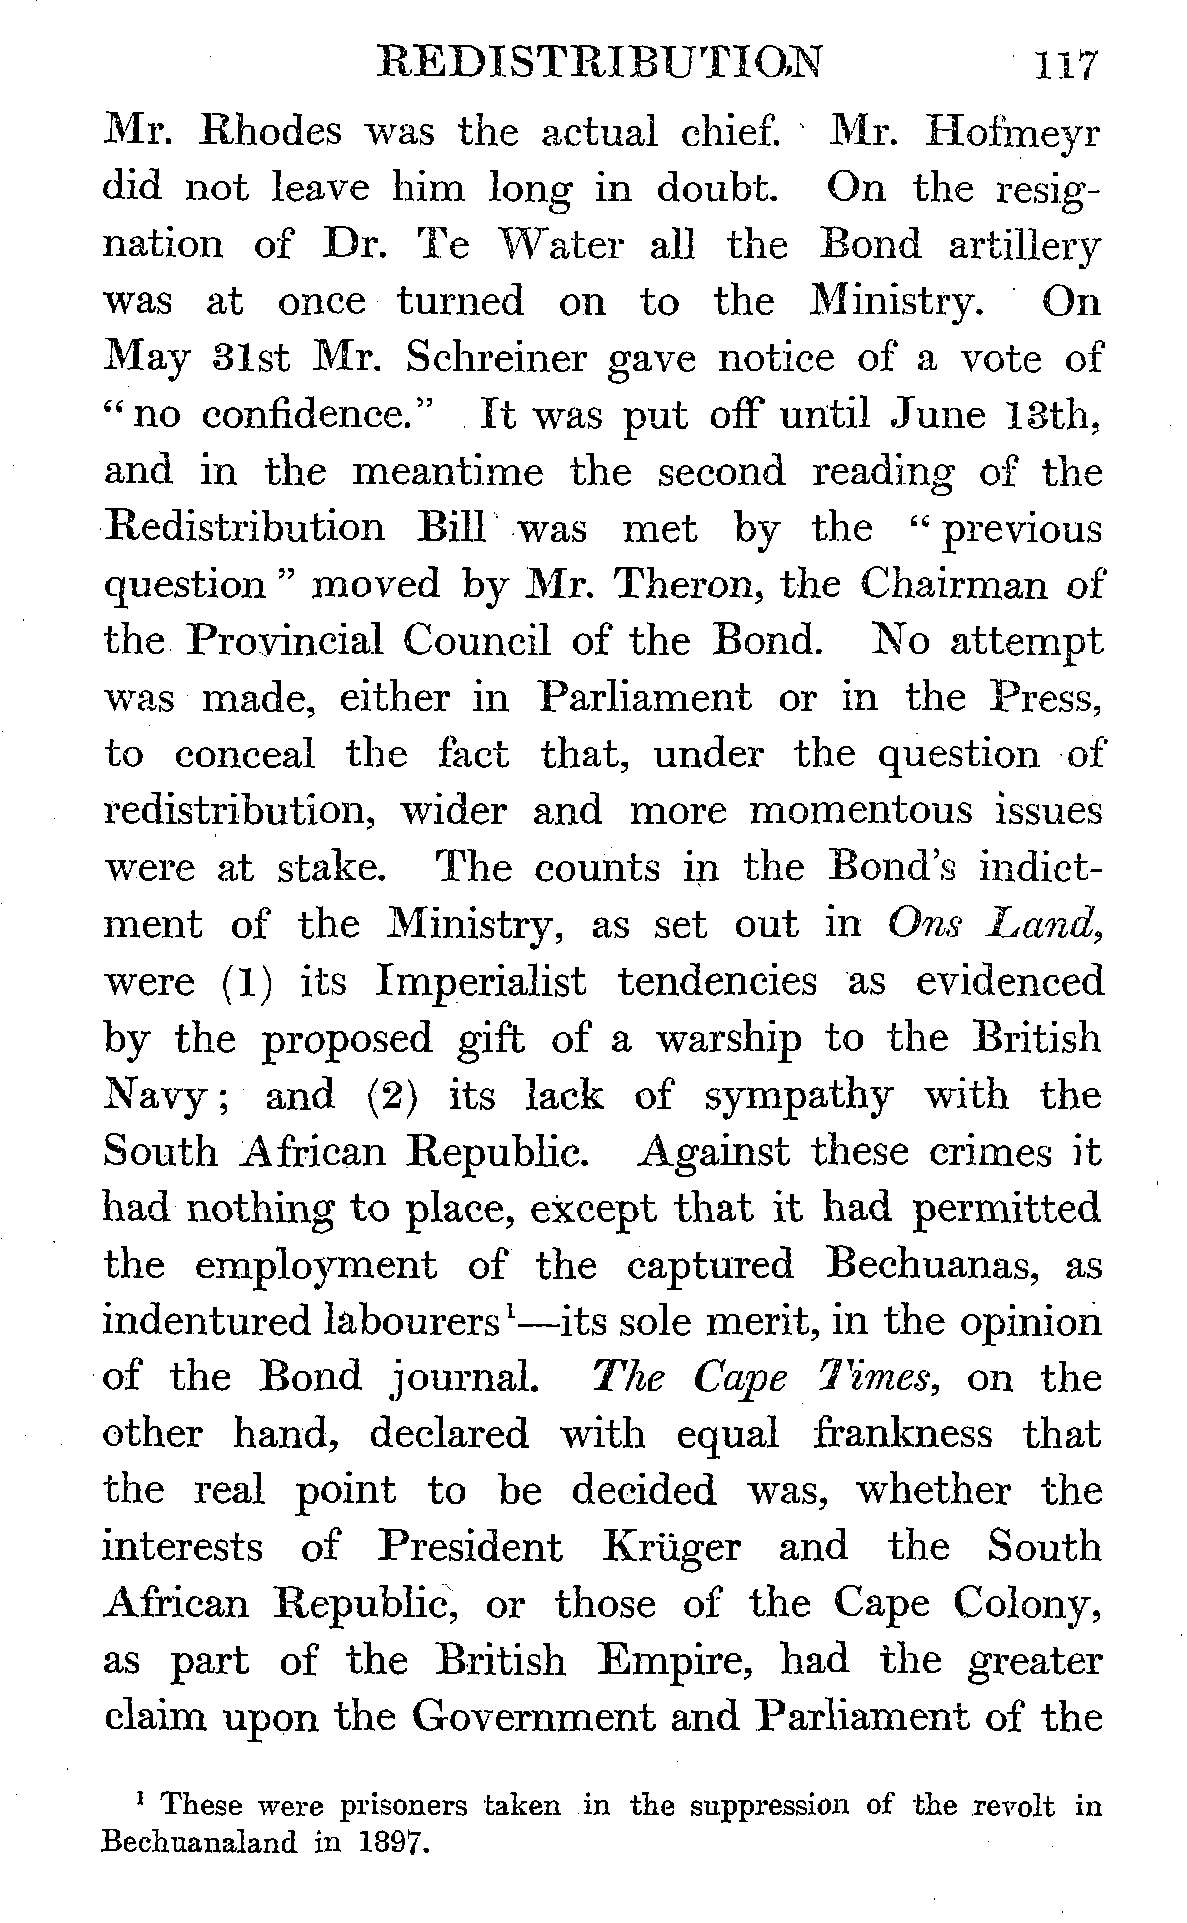 REDISTRIBUTION 117
Mr. Rhodes was the actual chief. Mr. Hofmeyr
did not leave him long in doubt. On the resig-
nation of Dr. Te Water all the Bond artillery
was at once turned on to the Ministry. On
May 31st Mr. Schreiner gave notice of a vote of
“no confidence.” It was put off until June 13th,
and in the meantime the second reading of the
Redistribution Bill was met by the “previous
question” moved by Mr. Theron, the Chairman of
the Provincial Council of the Bond. No attempt
was made, either in Parliament or in the Press,
to conceal the fact that, under the question of
redistribution, wider and more momentous issues
were at stake. The counts in the Bond’s indict-
ment of the Ministry, as set out in Ons Land,
were (1) its Imperialist tendencies as evidenced
by the proposed gift of a warship to the British
Navy; and (2) its lack of sympathy with the
South African Republic. Against these crimes it
had nothing to place, except that it had permitted
the employment of the captured Bechuanas, as
indentured labourers¹—its sole merit, in the opinion
of the Bond journal. The Cape Times, on the
other hand, declared with equal frankness that
the real point to be decided was, whether the
interests of President Krüger and the South
African Republic, or those of the Cape Colony,
as part of the British Empire, had the greater
claim upon the Government and Parliament of the
¹ These were prisoners taken in the suppression of the revolt in
Bechuanaland in 1897.